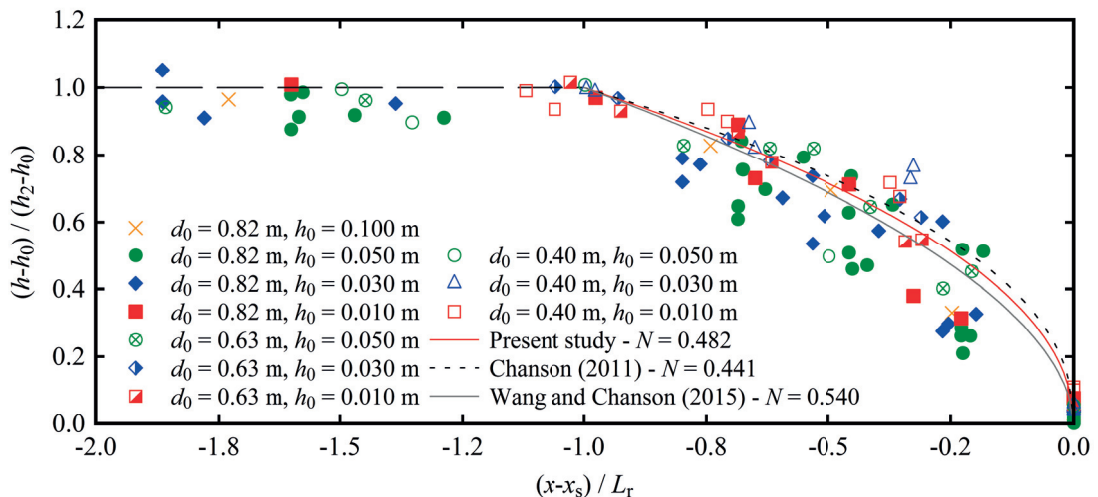 1.2
1.0
0.8
0.6
0.4
0.2
0.0
(h-h0) / (h2-h0)
d0 = 0.82 m, h0 = 0.100 m
d0 = 0.82 m, h0 = 0.050 m
d0 = 0.82 m, h0 = 0.030 m
d0 = 0.82 m, h0 = 0.010 m
d0 = 0.63 m, h0 = 0.050 m
d0 = 0.63 m, h0 = 0.030 m
d0 = 0.63 m, h0 = 0.010 m
d0 = 0.40 m, h0 = 0.050 m
d0 = 0.40 m, h0 = 0.030 m
d0 = 0.40 m, h0 = 0.010 m
Present study - N = 0.482
Chanson (2011) - N = 0.441
Wang and Chanson (2015) - N = 0.540
-2.0 -1.8 -1.5 -1.2 -1.0 -0.8 -0.5 -0.2 0.0
(x-xs) / Lr